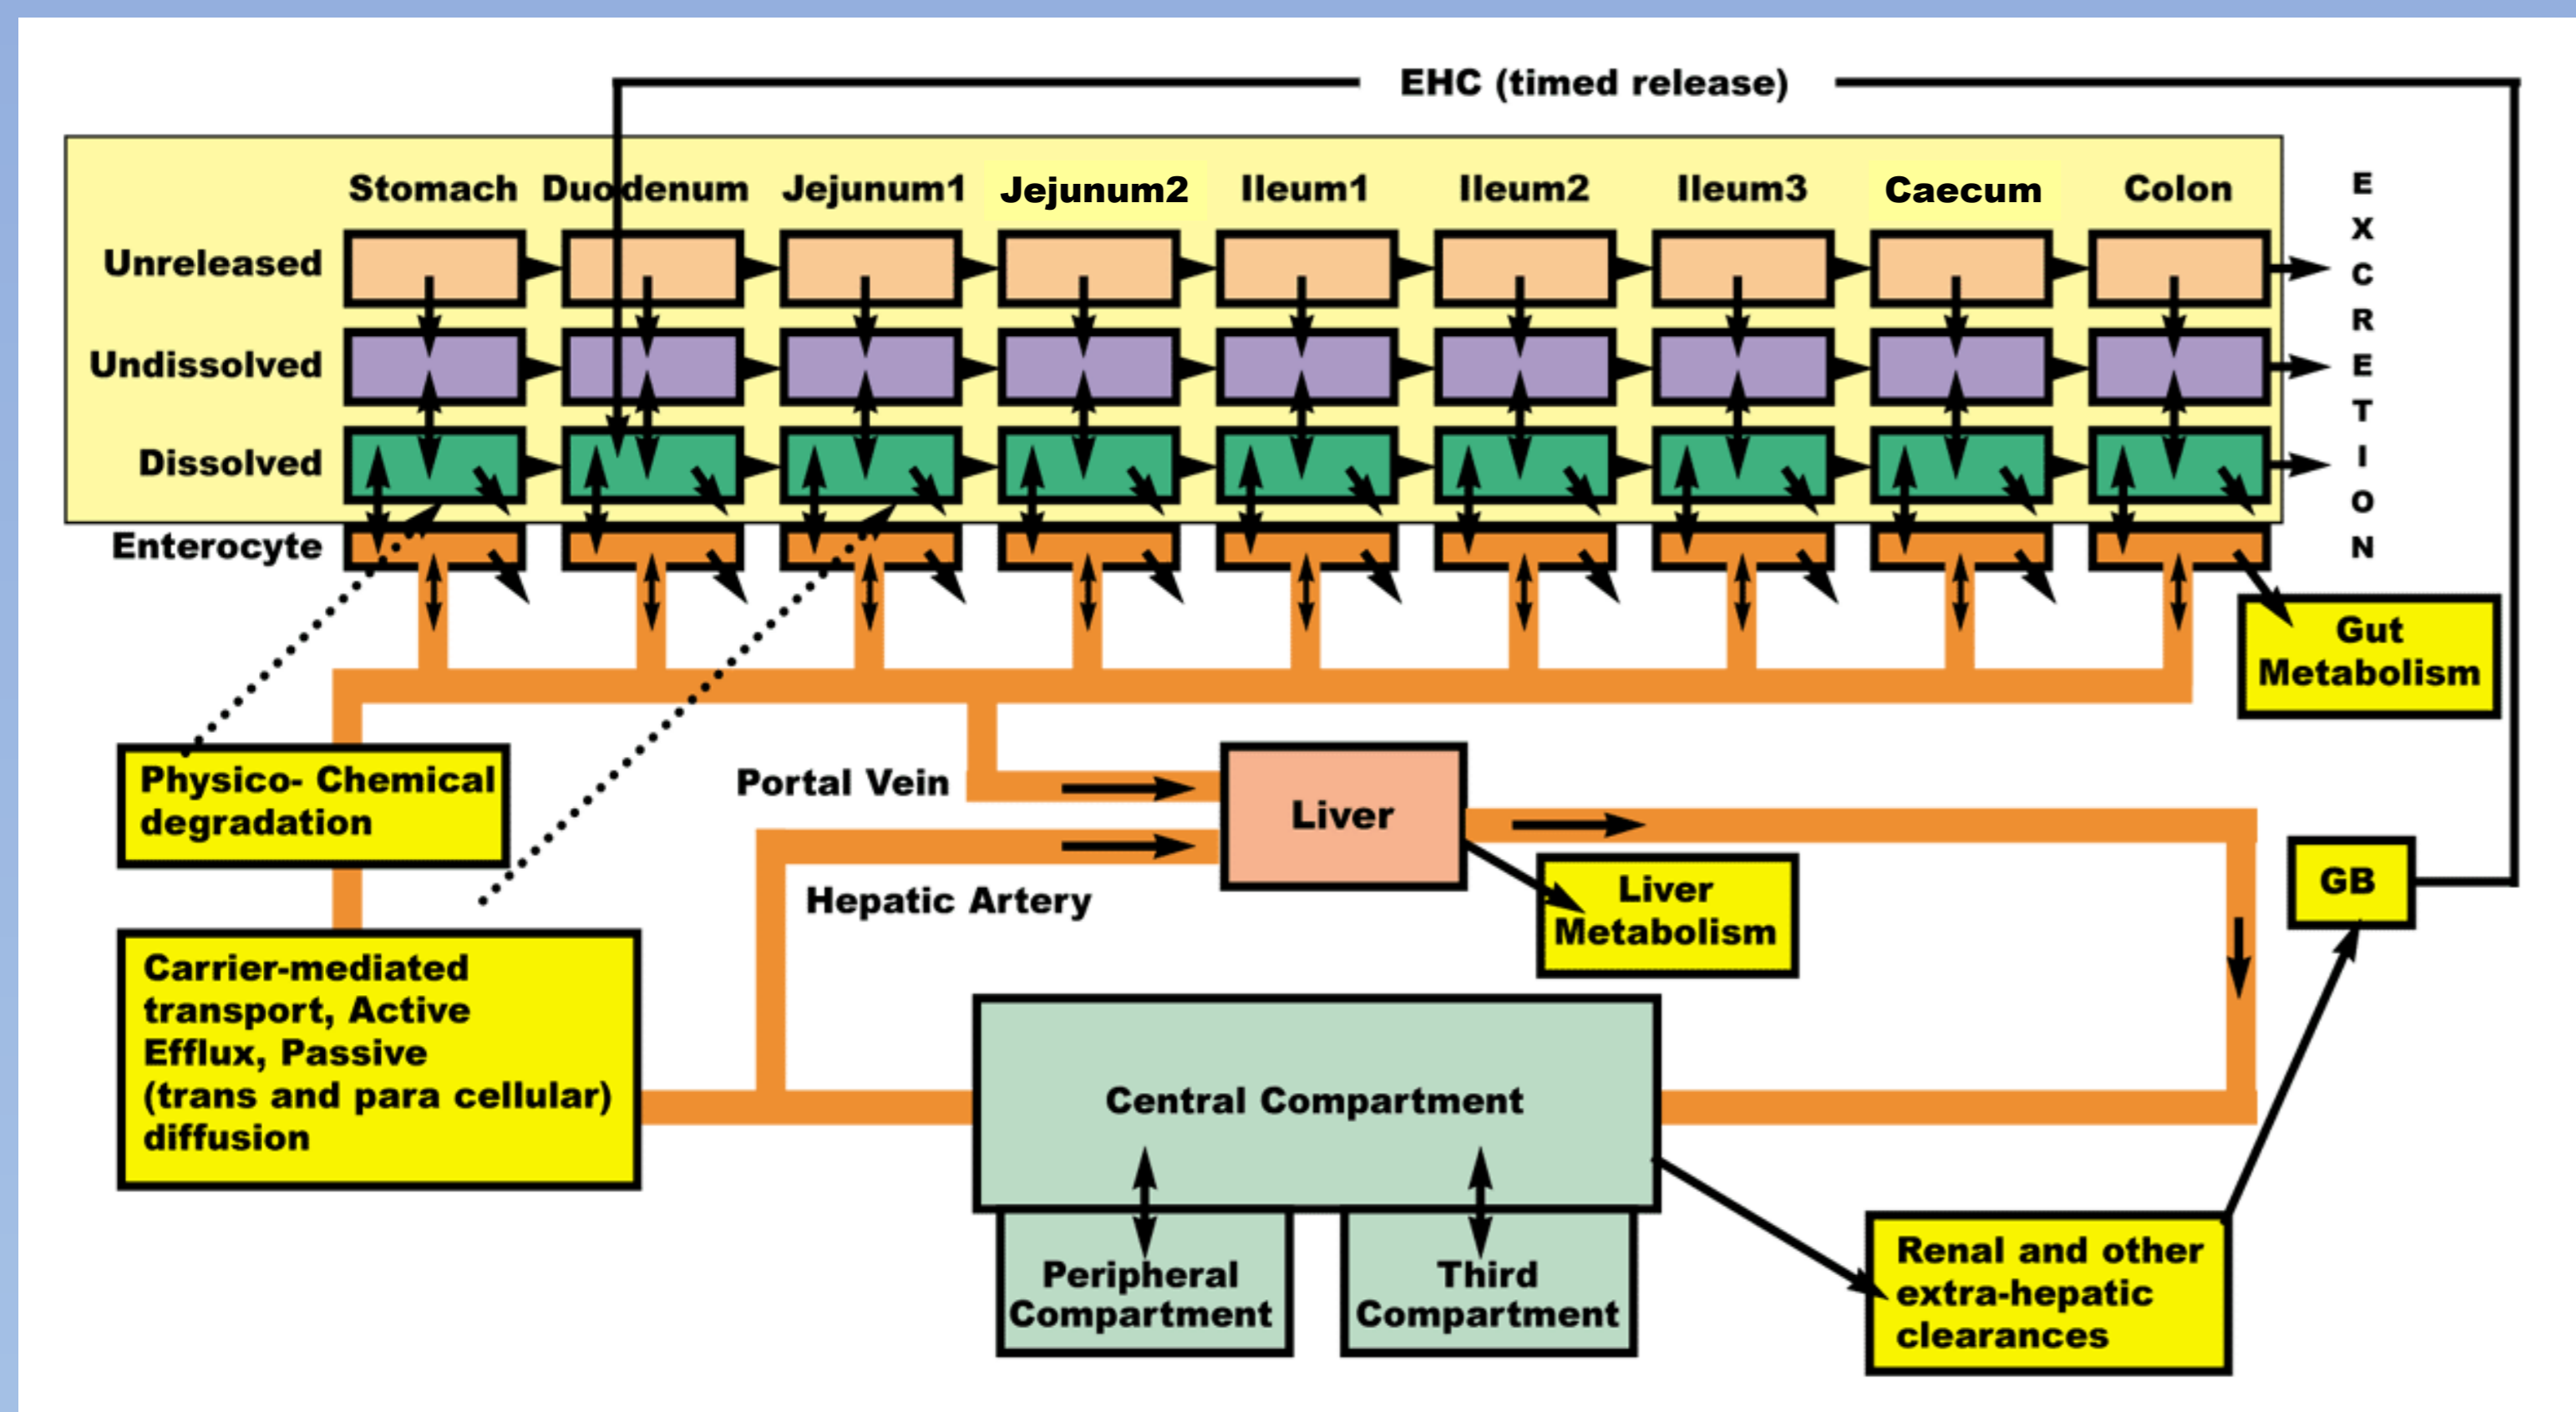 EHC (timed release)
Stomach Duodenum Jejunum1 Jejunum2 Ileum1 Ileum2 Ileum3 Caecum Colon
EXCRETION
Unreleased
Undissolved
Dissolved
Enterocyte
Gut
Metabolism
Physico- Chemical
degradation
Portal Vein
Liver
Hepatic Artery
Liver
Metabolism
GB
Carrier-mediated
transport, Active
Efflux, Passive
(trans and para cellular)
diffusion
Central Compartment
Peripheral
Compartment
Third
Compartment
Renal and other
extra-hepatic
clearances